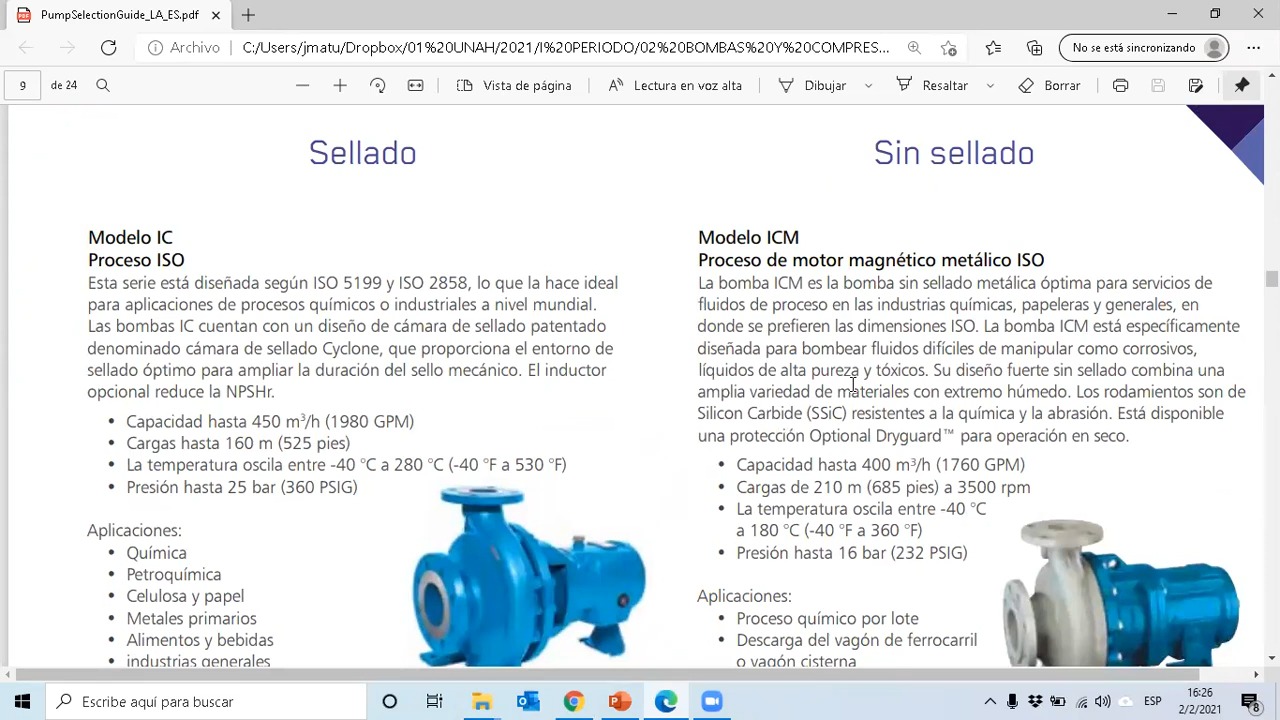 PumpSelectionGuide_LA_ES.pdf
Archivo C:/Users/jmatu/Dropbox/01%20UNAH/2021/I%20PERIODO/02%20BOMBAS%20Y%20COMPRES... No se está sincronizando
9 de 24 Vista de página Lectura en voz alta Dibujar Resaltar Borrar
Sellado
Modelo IC
Proceso ISO
Esta serie está diseñada según ISO 5199 y ISO 2858, lo que la hace ideal
para aplicaciones de procesos químicos o industriales a nivel mundial.
Las bombas IC cuentan con un diseño de cámara de sellado patentado
denominado cámara de sellado Cyclone, que proporciona el entorno de
sellado óptimo para ampliar la duración del sello mecánico. El inductor
opcional reduce la NPSHr.
• Capacidad hasta 450 m³/h (1980 GPM)
• Cargas hasta 160 m (525 pies)
• La temperatura oscila entre -40 °C a 280 °C (-40 °F a 530 °F)
• Presión hasta 25 bar (360 PSIG)
Aplicaciones:
• Química
• Petroquímica
• Celulosa y papel
• Metales primarios
• Alimentos y bebidas
• industrias generales
Sin sellado
Modelo ICM
Proceso de motor magnético metálico ISO
La bomba ICM es la bomba sin sellado metálica óptima para servicios de
fluidos de proceso en las industrias químicas, papeleras y generales, en
donde se prefieren las dimensiones ISO. La bomba ICM está específicamente
diseñada para bombear fluidos difíciles de manipular como corrosivos,
líquidos de alta pureza y tóxicos. Su diseño fuerte sin sellado combina una
amplia variedad de materiales con extremo húmedo. Los rodamientos son de
Silicon Carbide (SSiC) resistentes a la química y la abrasión. Está disponible
una protección Optional Dryguard™ para operación en seco.
• Capacidad hasta 400 m³/h (1760 GPM)
• Cargas de 210 m (685 pies) a 3500 rpm
• La temperatura oscila entre -40 °C
a 180 °C (-40 °F a 360 °F)
• Presión hasta 16 bar (232 PSIG)
Aplicaciones:
• Proceso químico por lote
• Descarga del vagón de ferrocarril
o vagón cisterna
Escribe aquí para buscar
ESP
16:26
2/2/2021
8